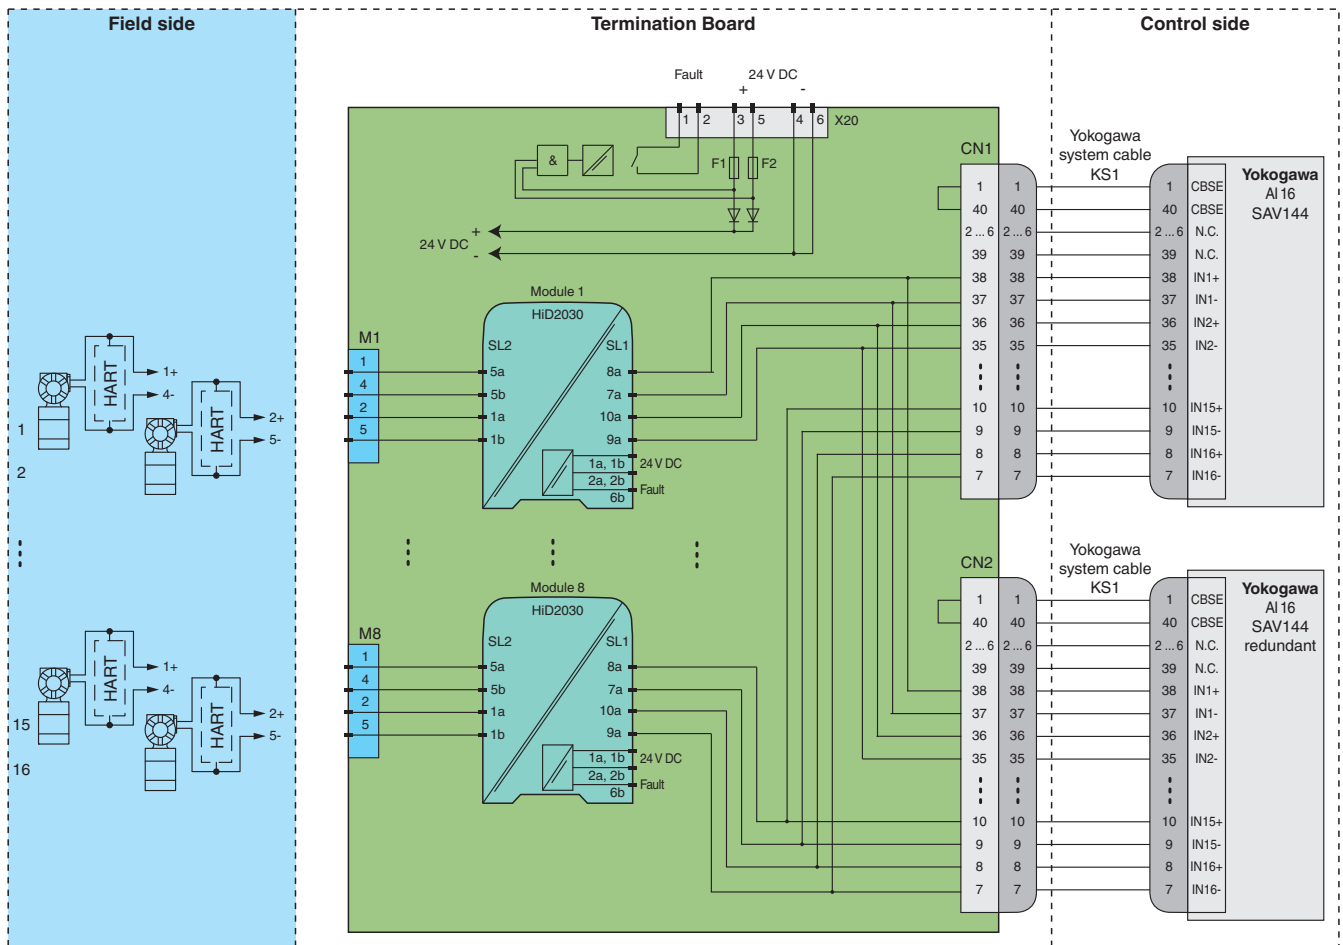 Field side
Termination Board
Control side
Fault
24 V DC
+
-
1
2
3
5
4
6
X20
&
F1
F2
+
24 V DC
-
CN1
Yokogawa
system cable
KS1
1 1 1 CBSE
40 40 40 CBSE
2 ... 6 2 ... 6 2 ... 6 N.C.
39 39 39 N.C.
38 38 38 IN1+
37 37 37 IN1-
36 36 36 IN2+
35 35 35 IN2-
10 10 10 IN15+
9 9 9 IN15-
8 8 8 IN16+
7 7 7 IN16-
Yokogawa
AI 16
SAV144
Module 1
HiD2030
M1
1
4
2
5
SL2
5a
5b
1a
1b
SL1
8a
7a
10a
9a
1a, 1b
2a, 2b
6b
24 V DC
Fault
HART
1+
4-
HART
2+
5-
1
2
CN2
Yokogawa
system cable
KS1
1 1 1 CBSE
40 40 40 CBSE
2 ... 6 2 ... 6 2 ... 6 N.C.
39 39 39 N.C.
38 38 38 IN1+
37 37 37 IN1-
36 36 36 IN2+
35 35 35 IN2-
10 10 10 IN15+
9 9 9 IN15-
8 8 8 IN16+
7 7 7 IN16-
Yokogawa
AI 16
SAV144
redundant
Module 8
HiD2030
M8
1
4
2
5
SL2
5a
5b
1a
1b
SL1
8a
7a
10a
9a
1a, 1b
2a, 2b
6b
24 V DC
Fault
HART
1+
4-
HART
2+
5-
15
16